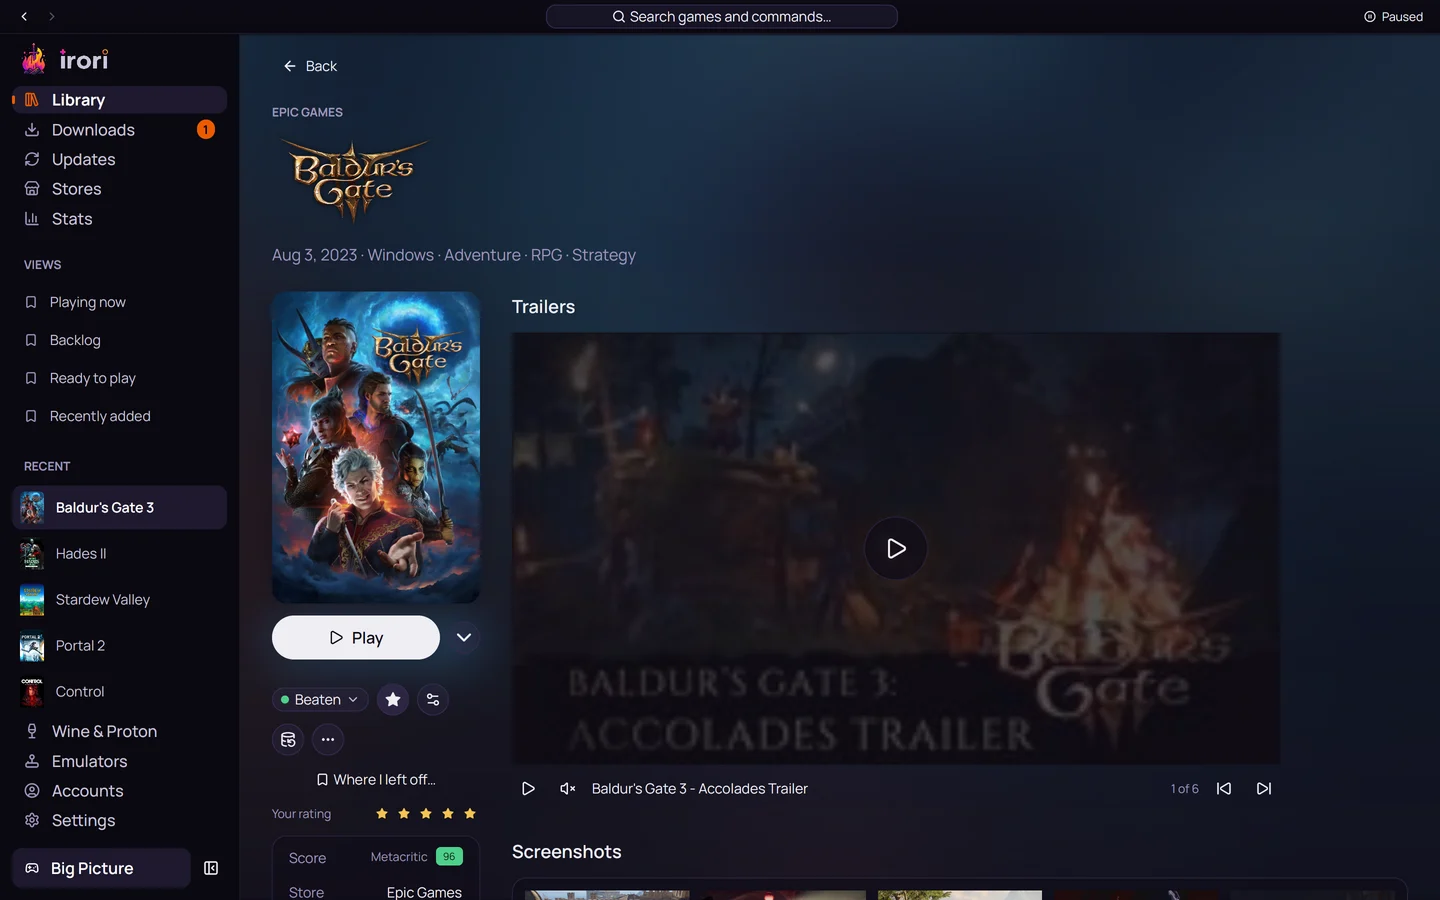 Search games and commands...
Paused
irori
Library
Downloads
1
Updates
Stores
Stats
VIEWS
Playing now
Backlog
Ready to play
Recently added
RECENT
Baldur's Gate 3
Hades II
Stardew Valley
Portal 2
Control
Wine & Proton
Emulators
Accounts
Settings
Big Picture
Back
EPIC GAMES
Baldur's
Gate
Aug 3, 2023 · Windows · Adventure · RPG · Strategy
Baldur's
Gate
Play
Beaten
Where I left off...
Your rating
Score
Metacritic
96
Store
Epic Games
Trailers
Baldur's
Gate
BALDUR'S GATE 3:
ACCOLADES TRAILER
Baldur's Gate 3 - Accolades Trailer
1 of 6
Screenshots